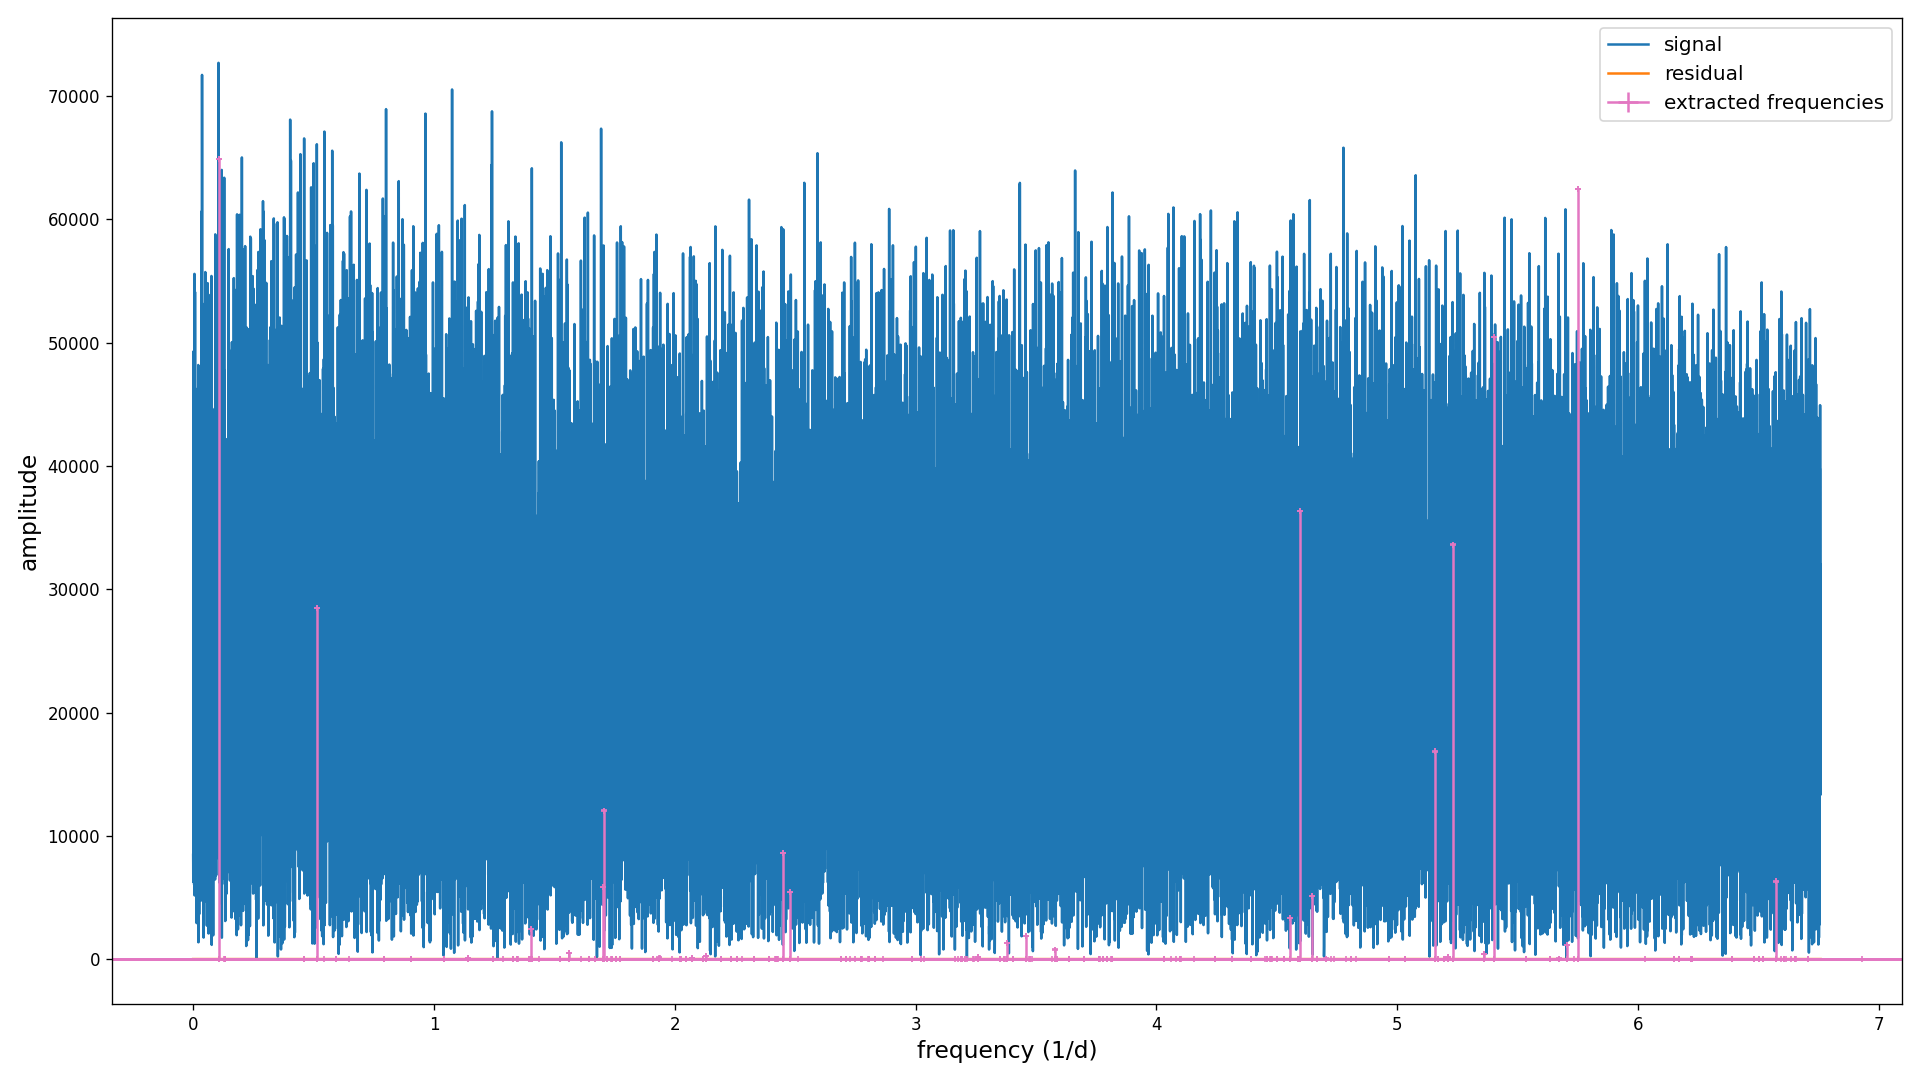 signal
residual
extracted frequencies
amplitude
70000
60000
50000
40000
30000
20000
10000
0
0 1 2 3 4 5 6 7
frequency (1/d)